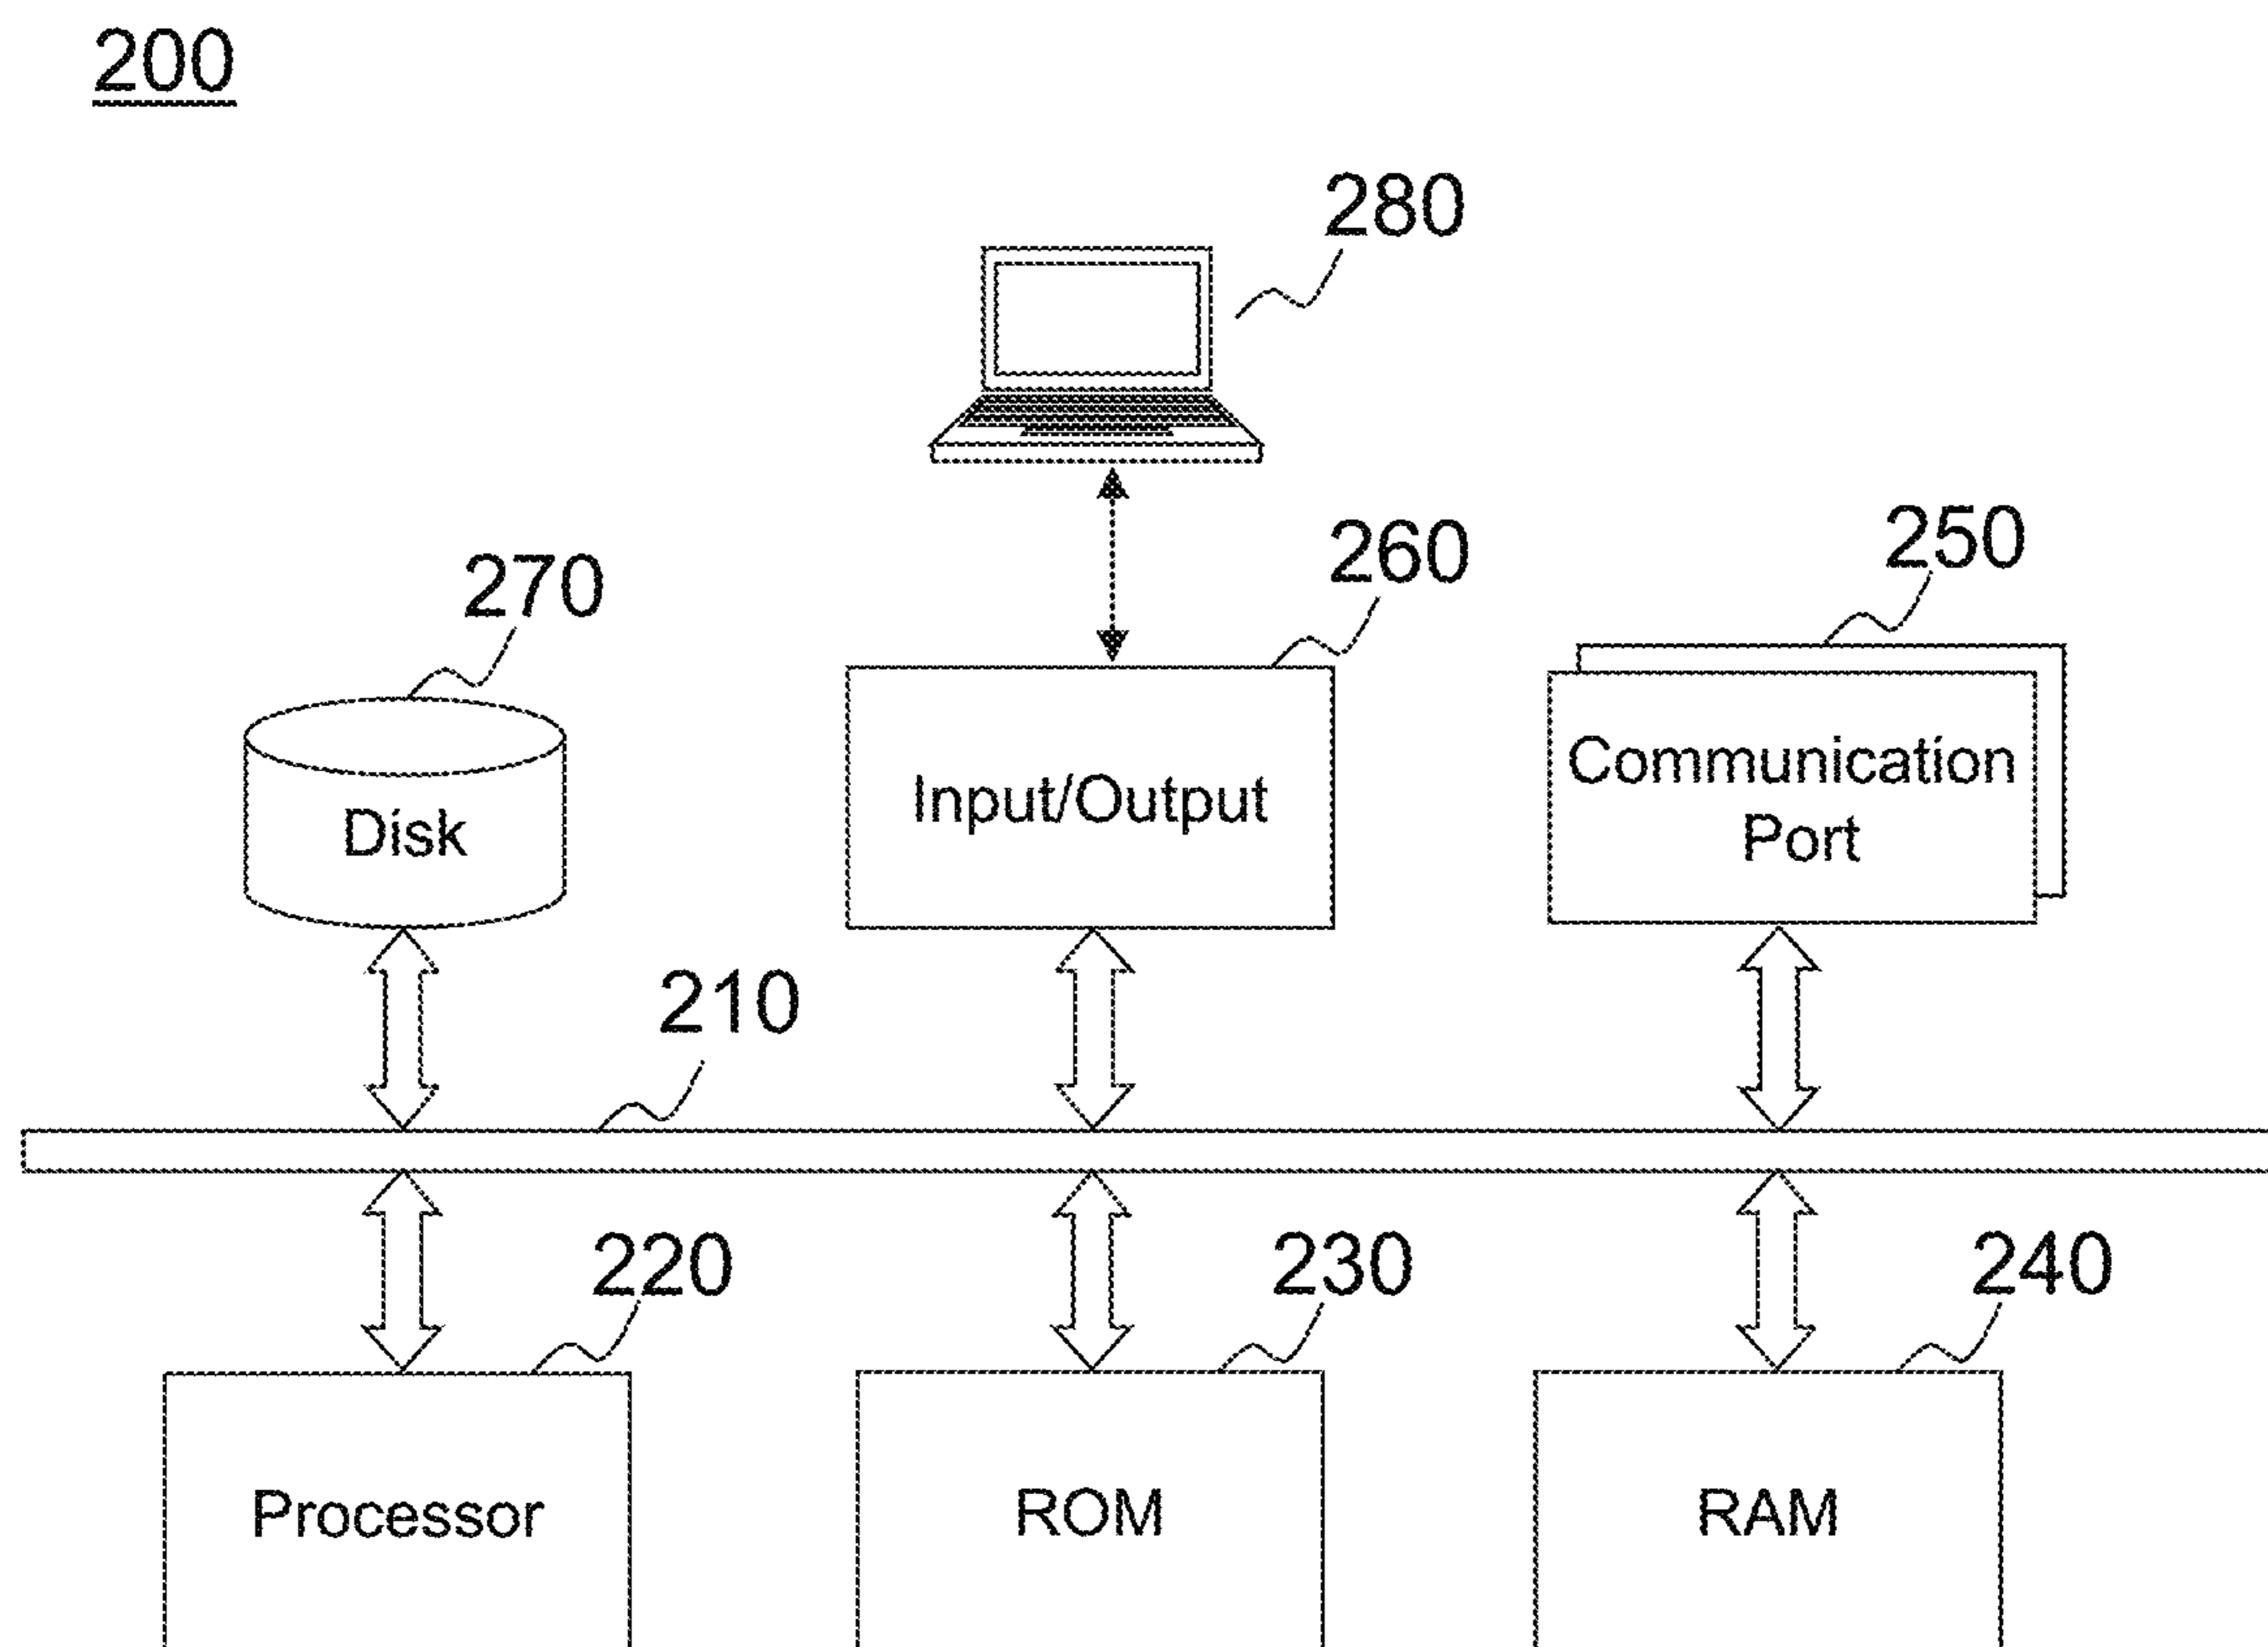 200
280
270
260
250
Disk
Input/Output
Communication
Port
210
220
230
240
Processor
ROM
RAM